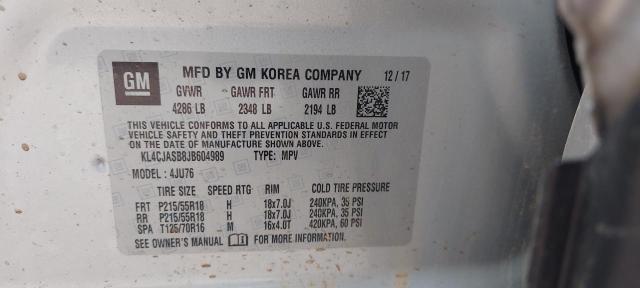 GM
MFD BY GM KOREA COMPANY 12/17
GVWR GAWR FRT GAWR RR
4286 LB 2348 LB 2194 LB
THIS VEHICLE CONFORMS TO ALL APPLICABLE U.S. FEDERAL MOTOR
VEHICLE SAFETY AND THEFT PREVENTION STANDARDS IN EFFECT
ON THE DATE OF MANUFACTURE SHOWN ABOVE.
KL4CJASB8JB604989 TYPE: MPV
MODEL: 4JU76
TIRE SIZE SPEED RTG RIM COLD TIRE PRESSURE
FRT P215/55R18 H 18x7.0J 240KPA, 35 PSI
RR P215/55R18 H 18x7.0J 240KPA, 35 PSI
SPA T125/70R16 M 16x4.0T 420KPA, 60 PSI
SEE OWNER'S MANUAL FOR MORE INFORMATION.